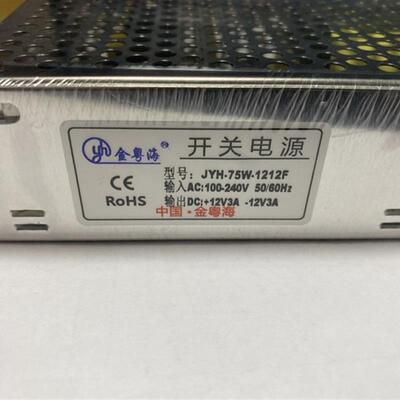 yh 金粤海® 开关电源
型号: JYH-75W-1212F
CE 输入AC:100-240V 50/60Hz
RoHS 输出DC:+12V3A -12V3A
中国·金粤海